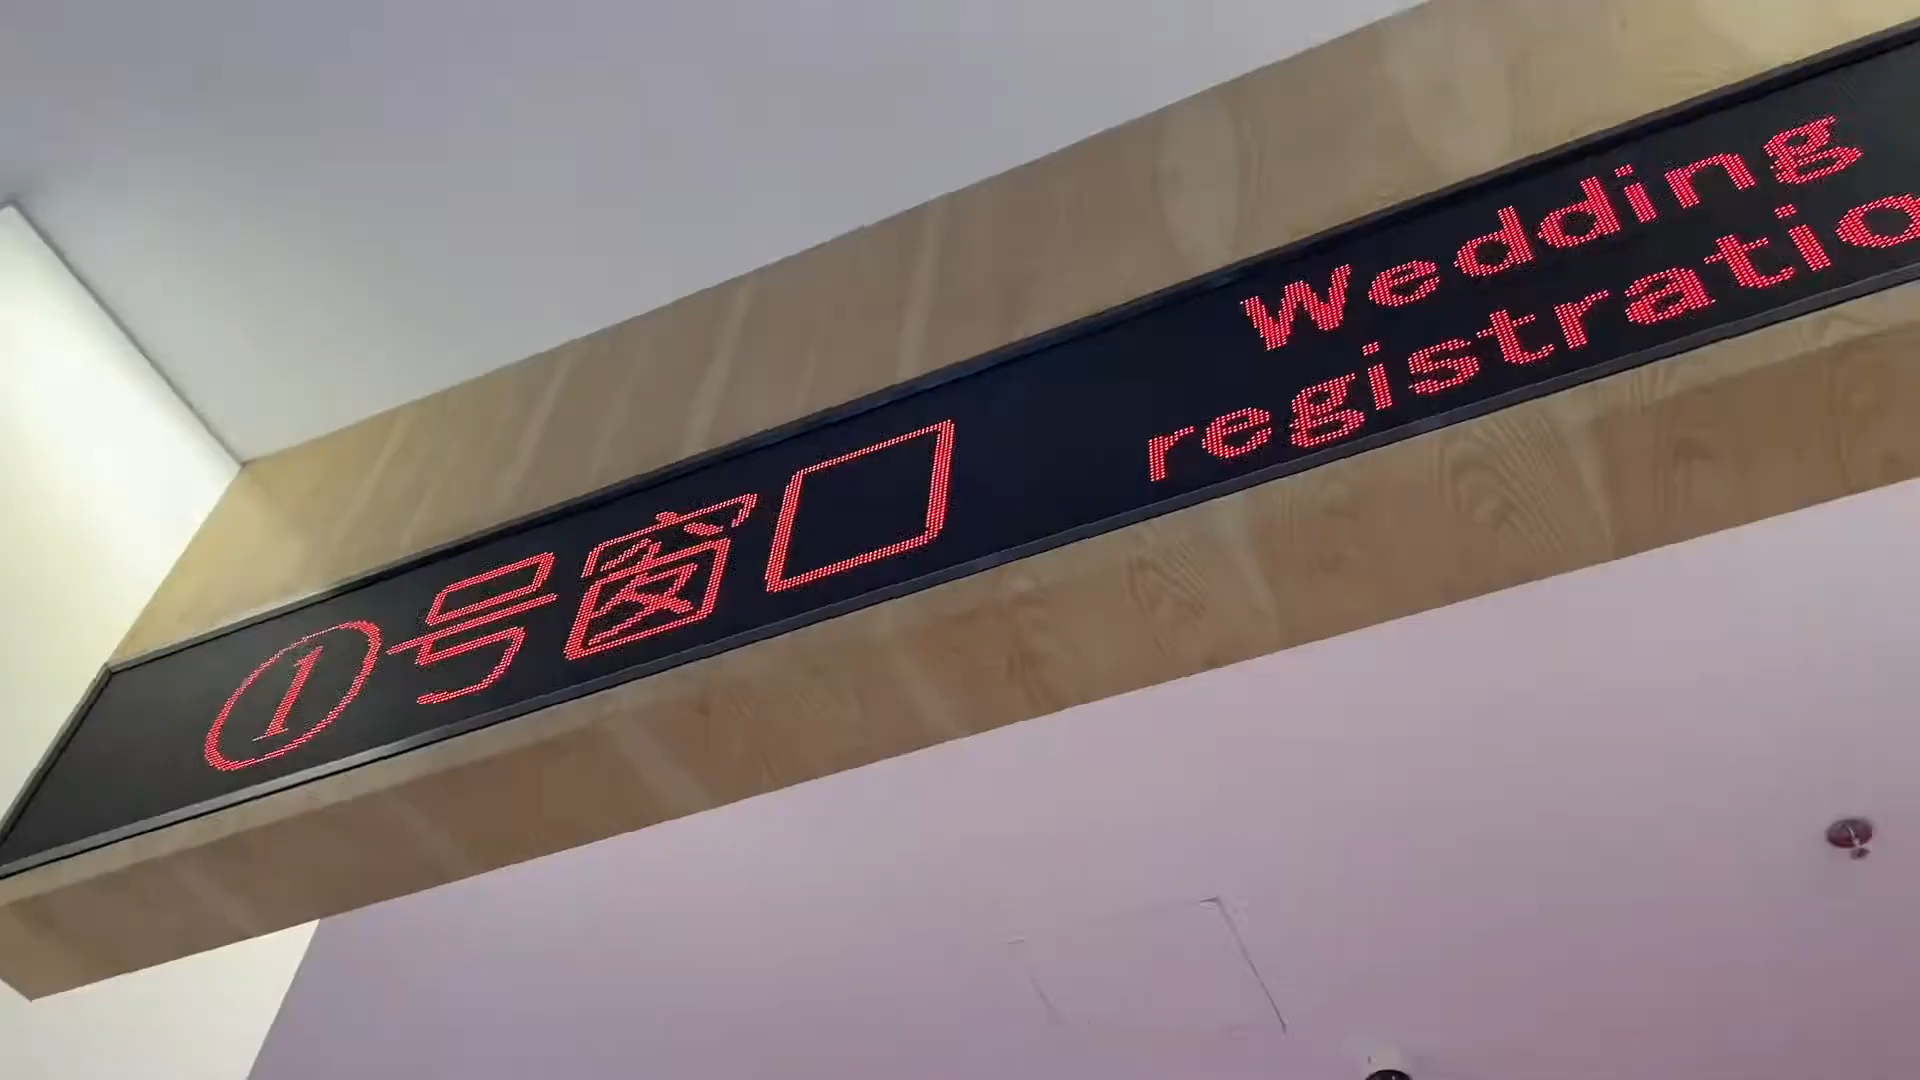 ①号窗口
Wedding
registratio